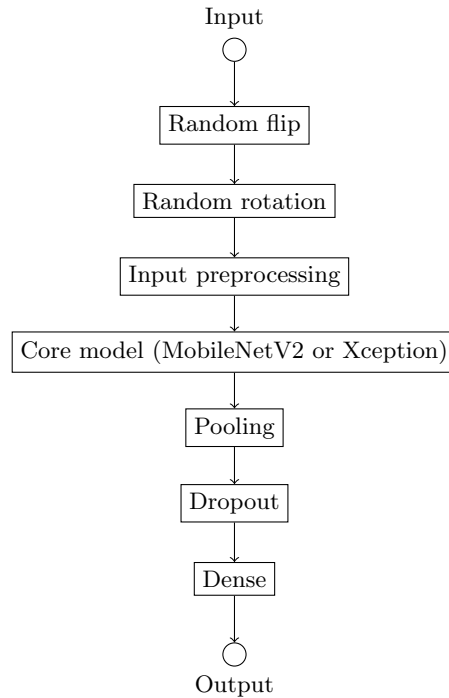 Input
Random flip
Random rotation
Input preprocessing
Core model (MobileNetV2 or Xception)
Pooling
Dropout
Dense
Output